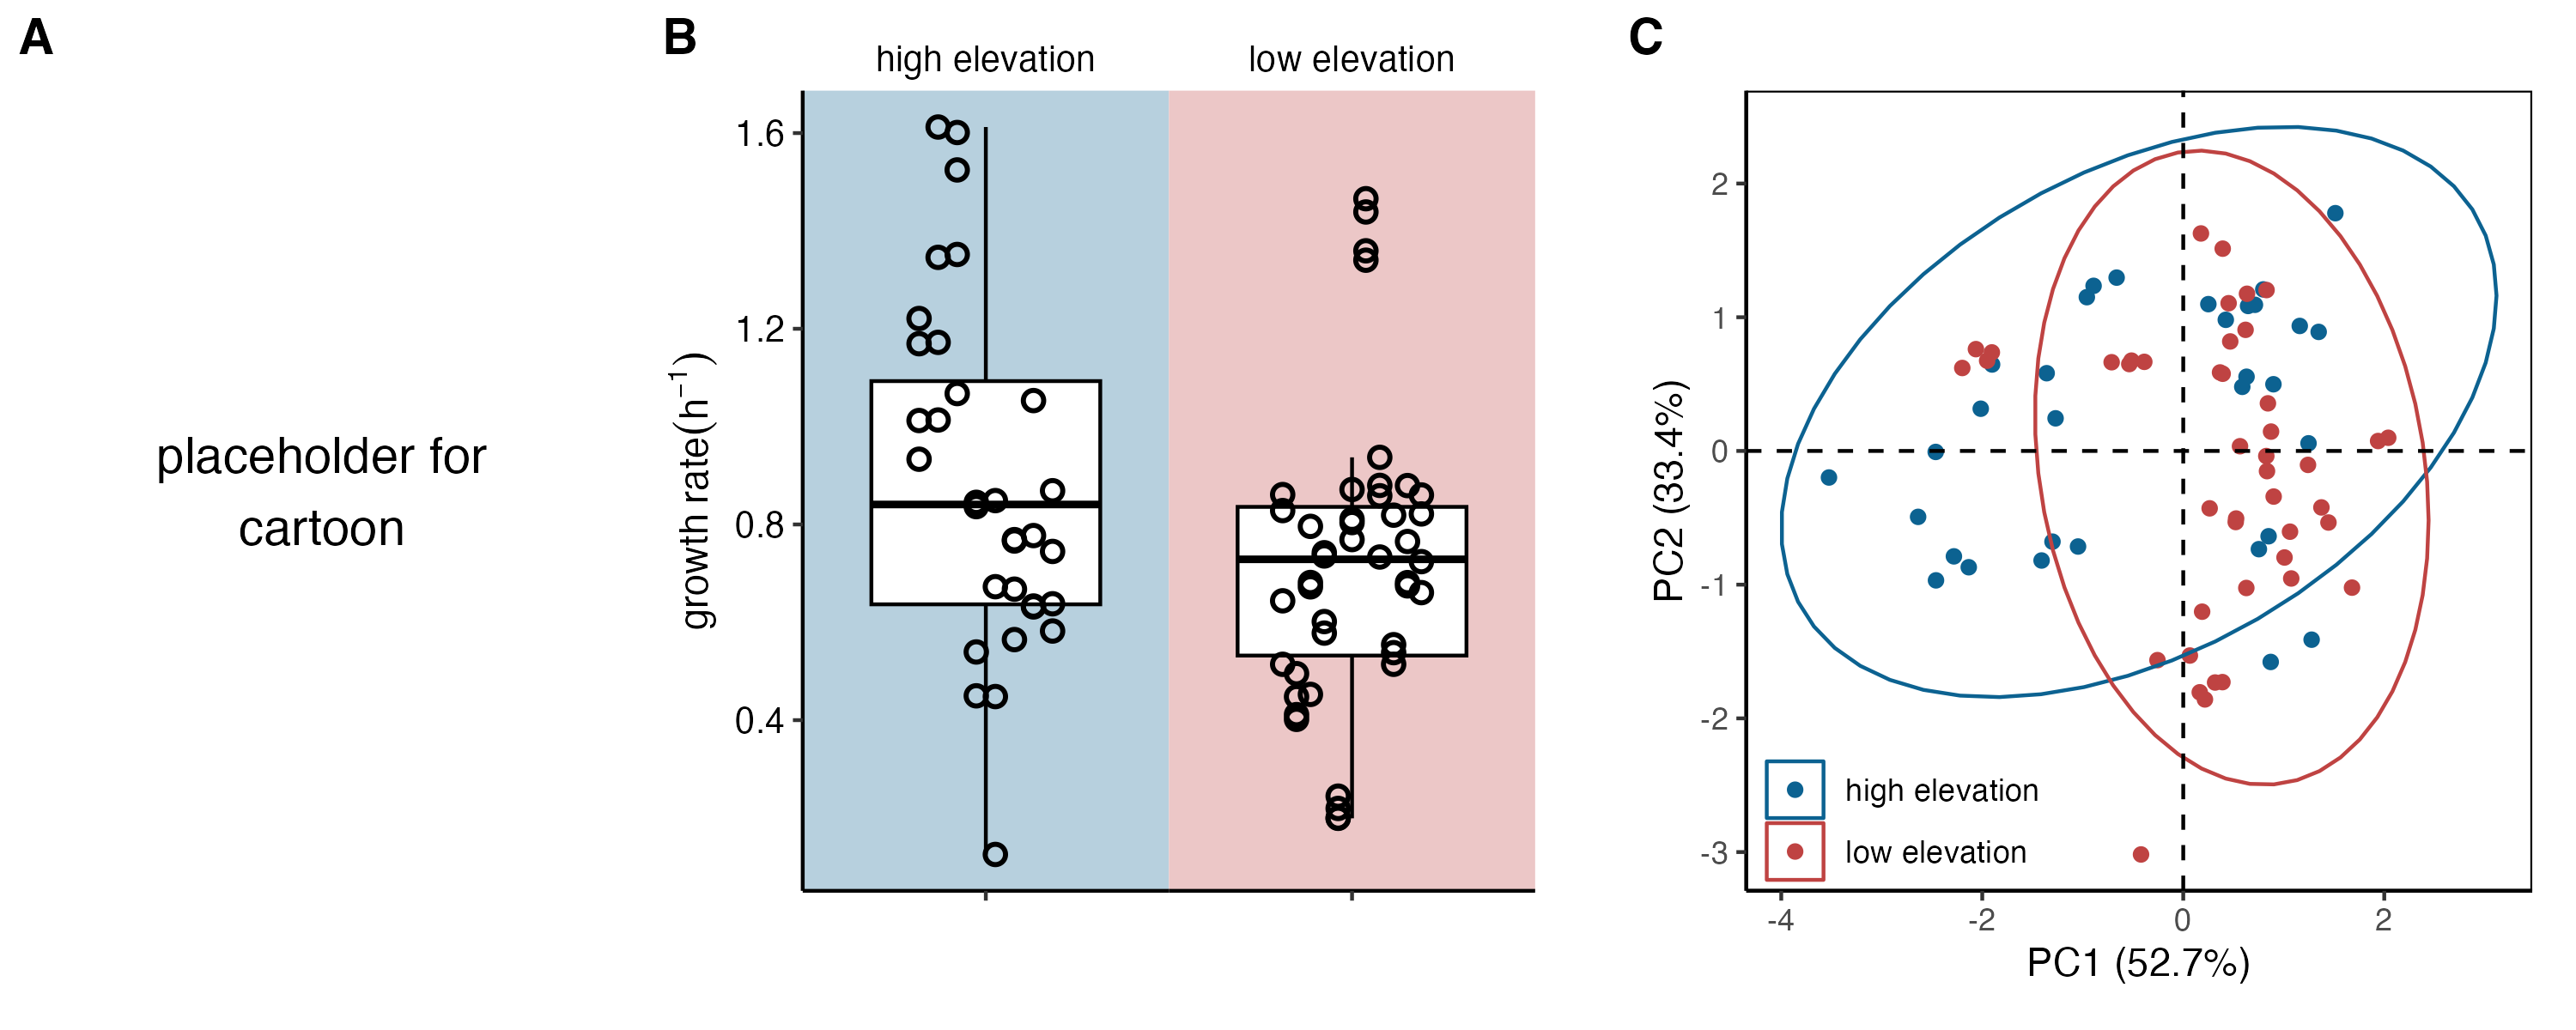 A
placeholder for
cartoon
B
high elevation
low elevation
growth rate(h⁻¹)
1.6
1.2
0.8
0.4
C
PC2 (33.4%)
2
1
0
-1
-2
-3
high elevation
low elevation
-4
-2
0
2
PC1 (52.7%)